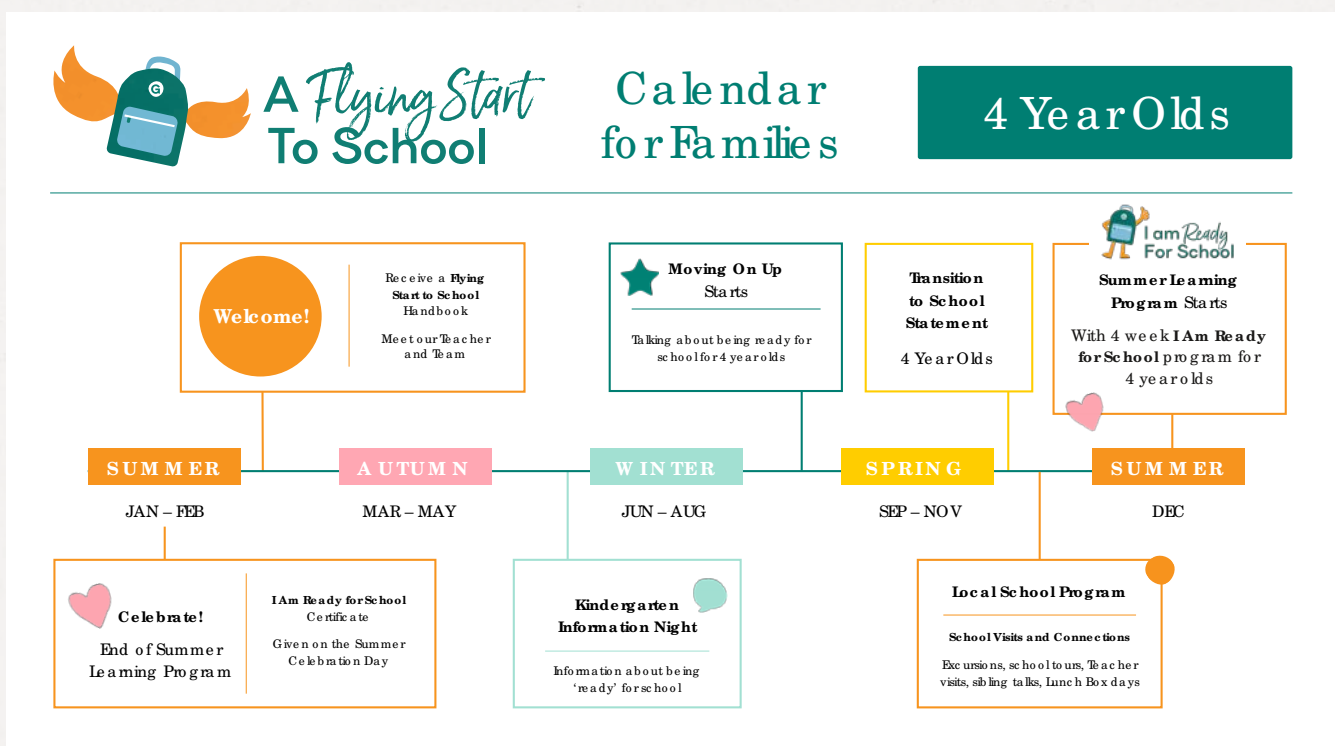 A Flying Start
To School
G
Calendar
for Families
4 Year Olds
Welcome!
Receive a Flying
Start to School
Handbook
Meet our Teacher
and Team
Moving On Up
Starts
Talking about being ready for
school for 4 year olds
Transition
to School
Statement
4 Year Olds
I am Ready
For School
Summer Learning
Program Starts
With 4 week I Am Ready
for School program for
4 year olds
SUMMER
AUTUMN
WINTER
SPRING
SUMMER
JAN – FEB
MAR – MAY
JUN – AUG
SEP – NOV
DEC
Celebrate!
End of Summer
Learning Program
I Am Ready for School
Certificate
Given on the Summer
Celebration Day
Kindergarten
Information Night
Information about being
‘ready’ for school
Local School Program
School Visits and Connections
Excursions, school tours, Teacher
visits, sibling talks, Lunch Box days